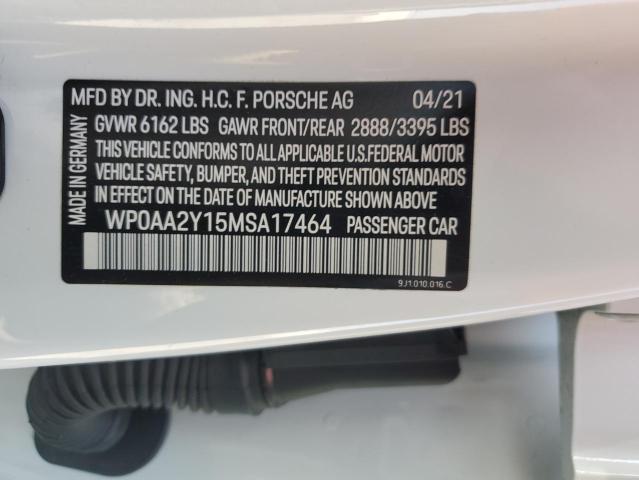 MFD BY DR. ING. H.C. F. PORSCHE AG 04/21
GVWR 6162 LBS GAWR FRONT/REAR 2888/3395 LBS
THIS VEHICLE CONFORMS TO ALL APPLICABLE U.S.FEDERAL MOTOR
VEHICLE SAFETY, BUMPER, AND THEFT PREVENTION STANDARDS
IN EFFECT ON THE DATE OF MANUFACTURE SHOWN ABOVE
WP0AA2Y15MSA17464 PASSENGER CAR
9J1.010.016.C
MADE IN GERMANY